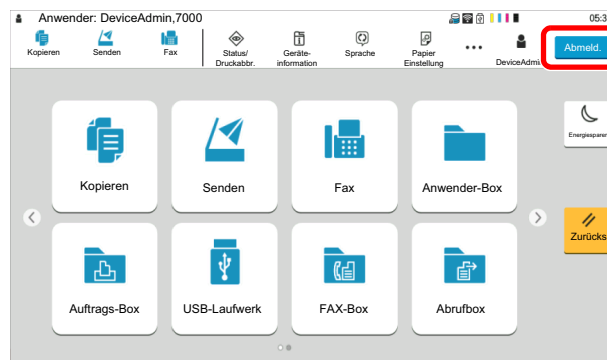 Anwender: DeviceAdmin,7000
05:3
Kopieren
Senden
Fax
Status/
Druckabbr.
Geräte-
information
Sprache
Papier
Einstellung
DeviceAdmi
Abmeld.
Kopieren
Senden
Fax
Anwender-Box
Energiesparen
Zurücks
Auftrags-Box
USB-Laufwerk
FAX-Box
Abrufbox